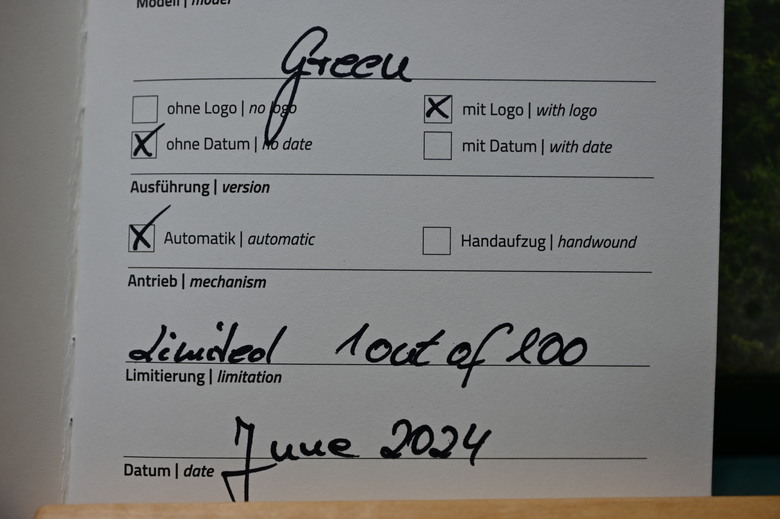 Modell | model
Green
ohne Logo | no logo mit Logo | with logo
ohne Datum | no date mit Datum | with date
Ausführung | version
Automatik | automatic Handaufzug | handwound
Antrieb | mechanism
Limited 1 out of 100
Limitierung | limitation
June 2024
Datum | date